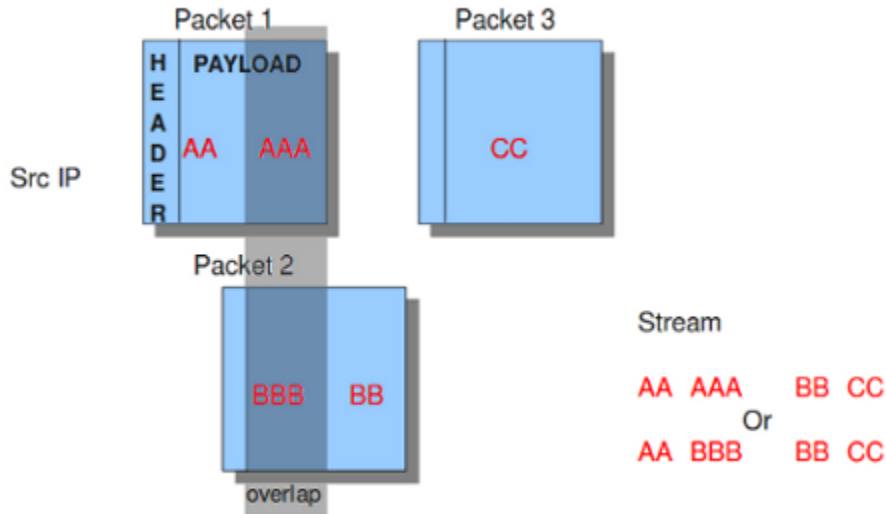 Packet 1
Packet 3
HEADER
PAYLOAD
AA AAA
CC
Src IP
Packet 2
BBB BB
overlap
Stream
AA AAA BB CC
Or
AA BBB BB CC